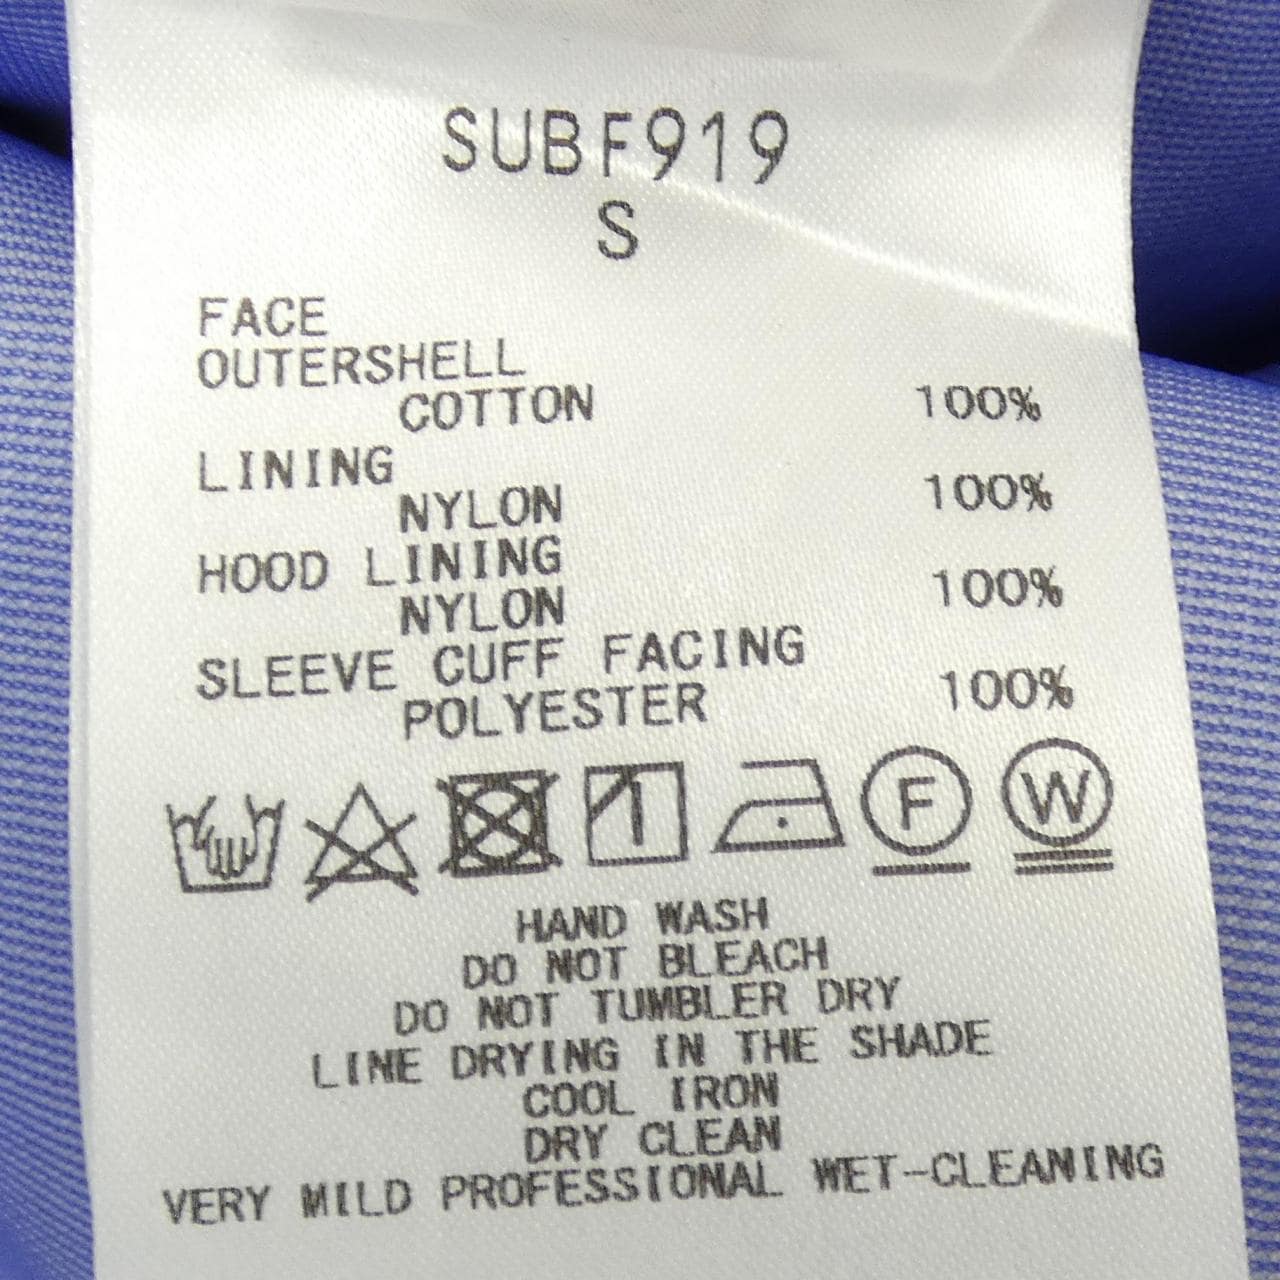 SUBF919
S
FACE
OUTERSHELL
COTTON 100%
LINING
NYLON 100%
HOOD LINING
NYLON 100%
SLEEVE CUFF FACING
POLYESTER 100%
F W
HAND WASH
DO NOT BLEACH
DO NOT TUMBLER DRY
LINE DRYING IN THE SHADE
COOL IRON
DRY CLEAN
VERY MILD PROFESSIONAL WET-CLEANING